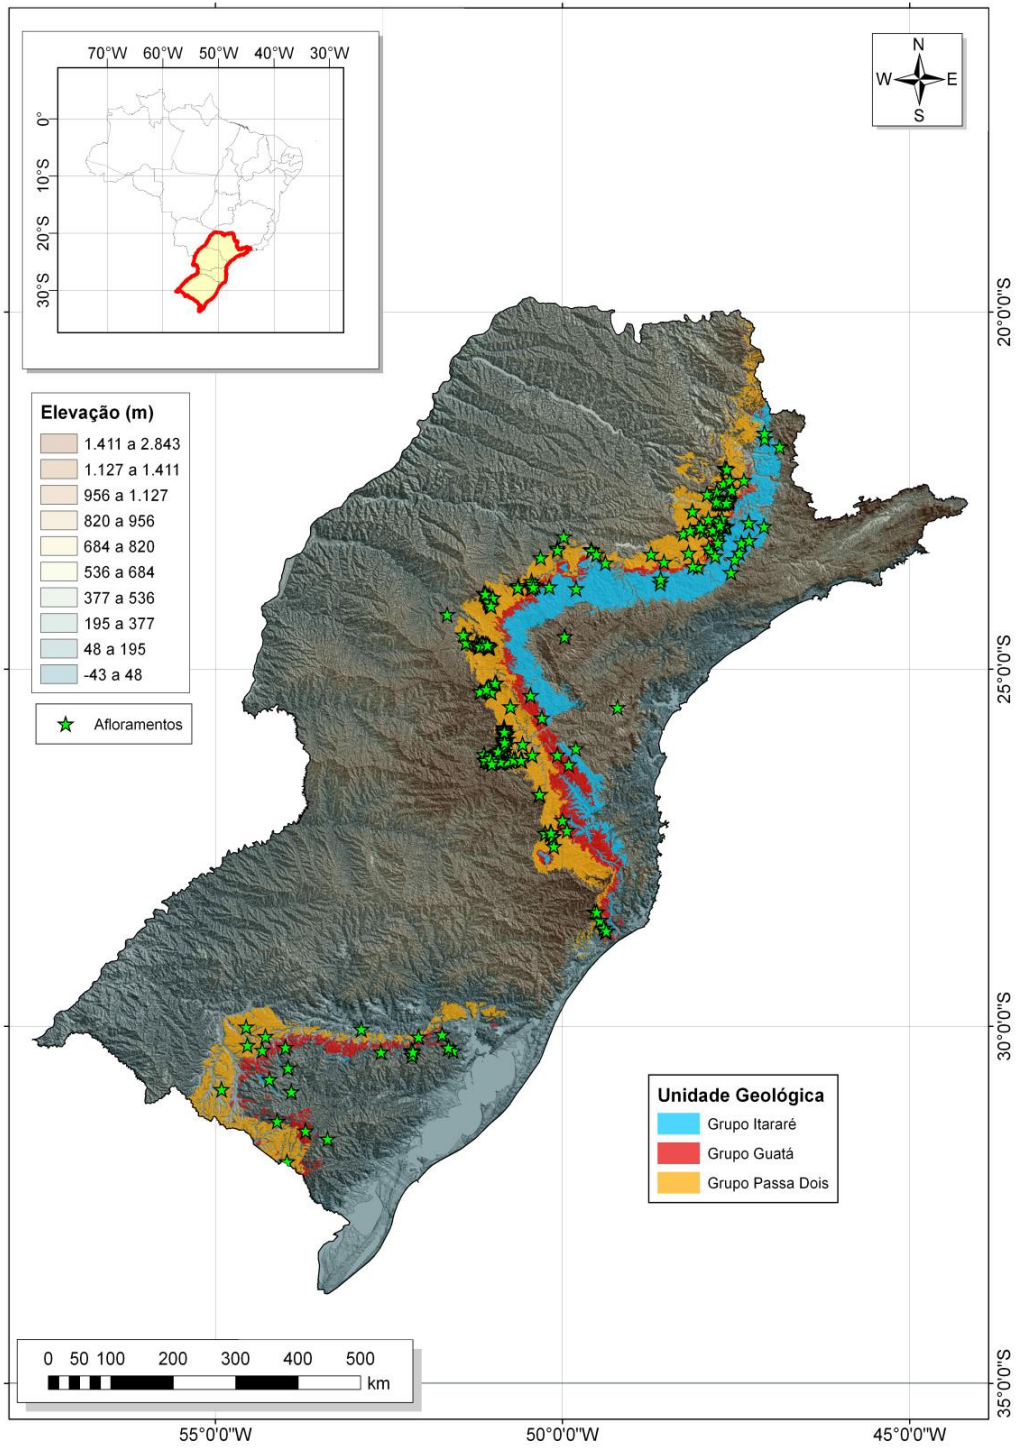 70°W 60°W 50°W 40°W 30°W
0°
10°S
20°S
30°S
N
W E
S
Elevação (m)
1.411 a 2.843
1.127 a 1.411
956 a 1.127
820 a 956
684 a 820
536 a 684
377 a 536
195 a 377
48 a 195
-43 a 48
Afloramentos
20°0'0"S
25°0'0"S
30°0'0"S
35°0'0"S
Unidade Geológica
Grupo Itararé
Grupo Guatá
Grupo Passa Dois
0 50 100 200 300 400 500
km
55°0'0"W 50°0'0"W 45°0'0"W